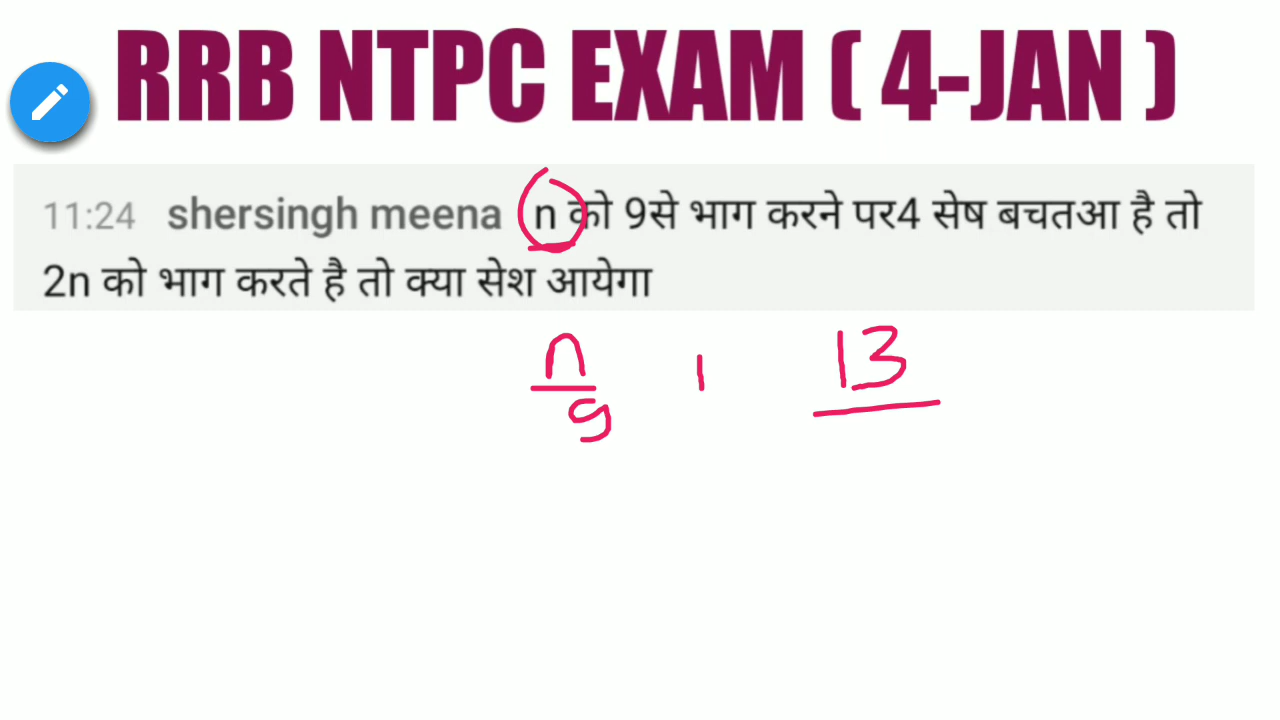 RRB NTPC EXAM ( 4-JAN )
11:24 shersingh meena n को 9से भाग करने पर4 सेष बचतआ है तो
2n को भाग करते है तो क्या सेश आयेगा
n 13
9